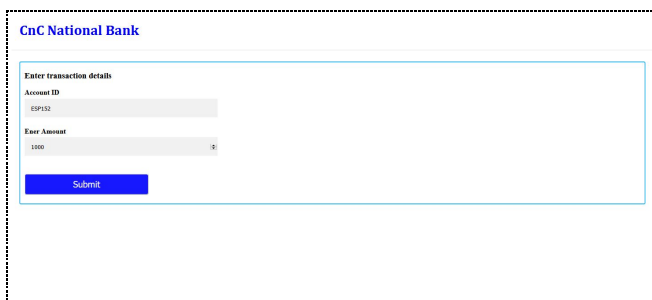 CnC National Bank
Enter transaction details
Account ID
ESP152
Ener Amount
1000
Submit